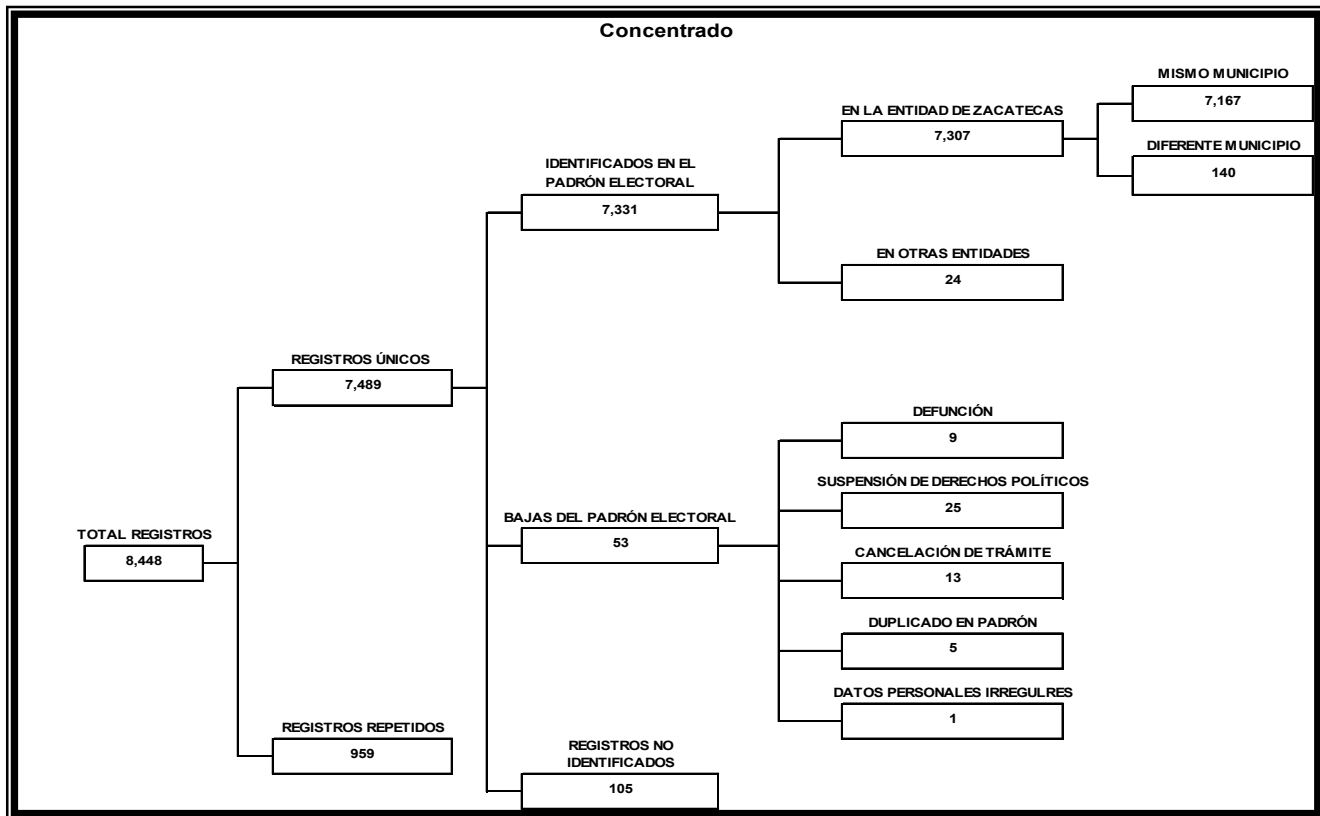 Concentrado
MISMO MUNICIPIO
7,167
EN LA ENTIDAD DE ZACATECAS
7,307
DIFERENTE MUNICIPIO
140
IDENTIFICADOS EN EL
PADRÓN ELECTORAL
7,331
EN OTRAS ENTIDADES
24
REGISTROS ÚNICOS
7,489
DEFUNCIÓN
9
SUSPENSIÓN DE DERECHOS POLÍTICOS
25
BAJAS DEL PADRÓN ELECTORAL
53
TOTAL REGISTROS
8,448
CANCELACIÓN DE TRÁMITE
13
DUPLICADO EN PADRÓN
5
DATOS PERSONALES IRREGULRES
1
REGISTROS REPETIDOS
959
REGISTROS NO
IDENTIFICADOS
105